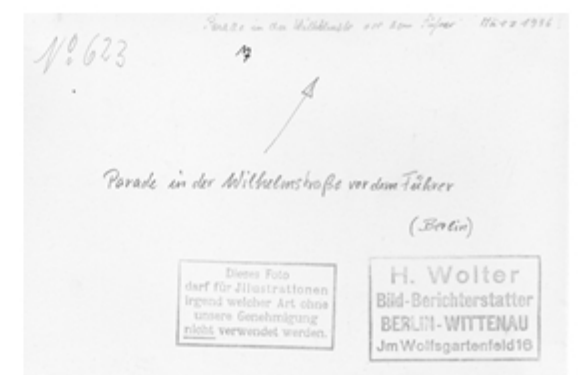 Parade in der Wilhelmstr. vor dem Führer März 1936
No. 623
Parade in der Wilhelmstraße vor dem Führer
(Berlin)
Dieses Foto
darf für Jllustrationen
irgend welcher Art ohne
unsere Genehmigung
nicht verwendet werden.
H. Wolter
Bild-Berichterstatter
BERLIN-WITTENAU
Jm Wolfsgartenfeld 16